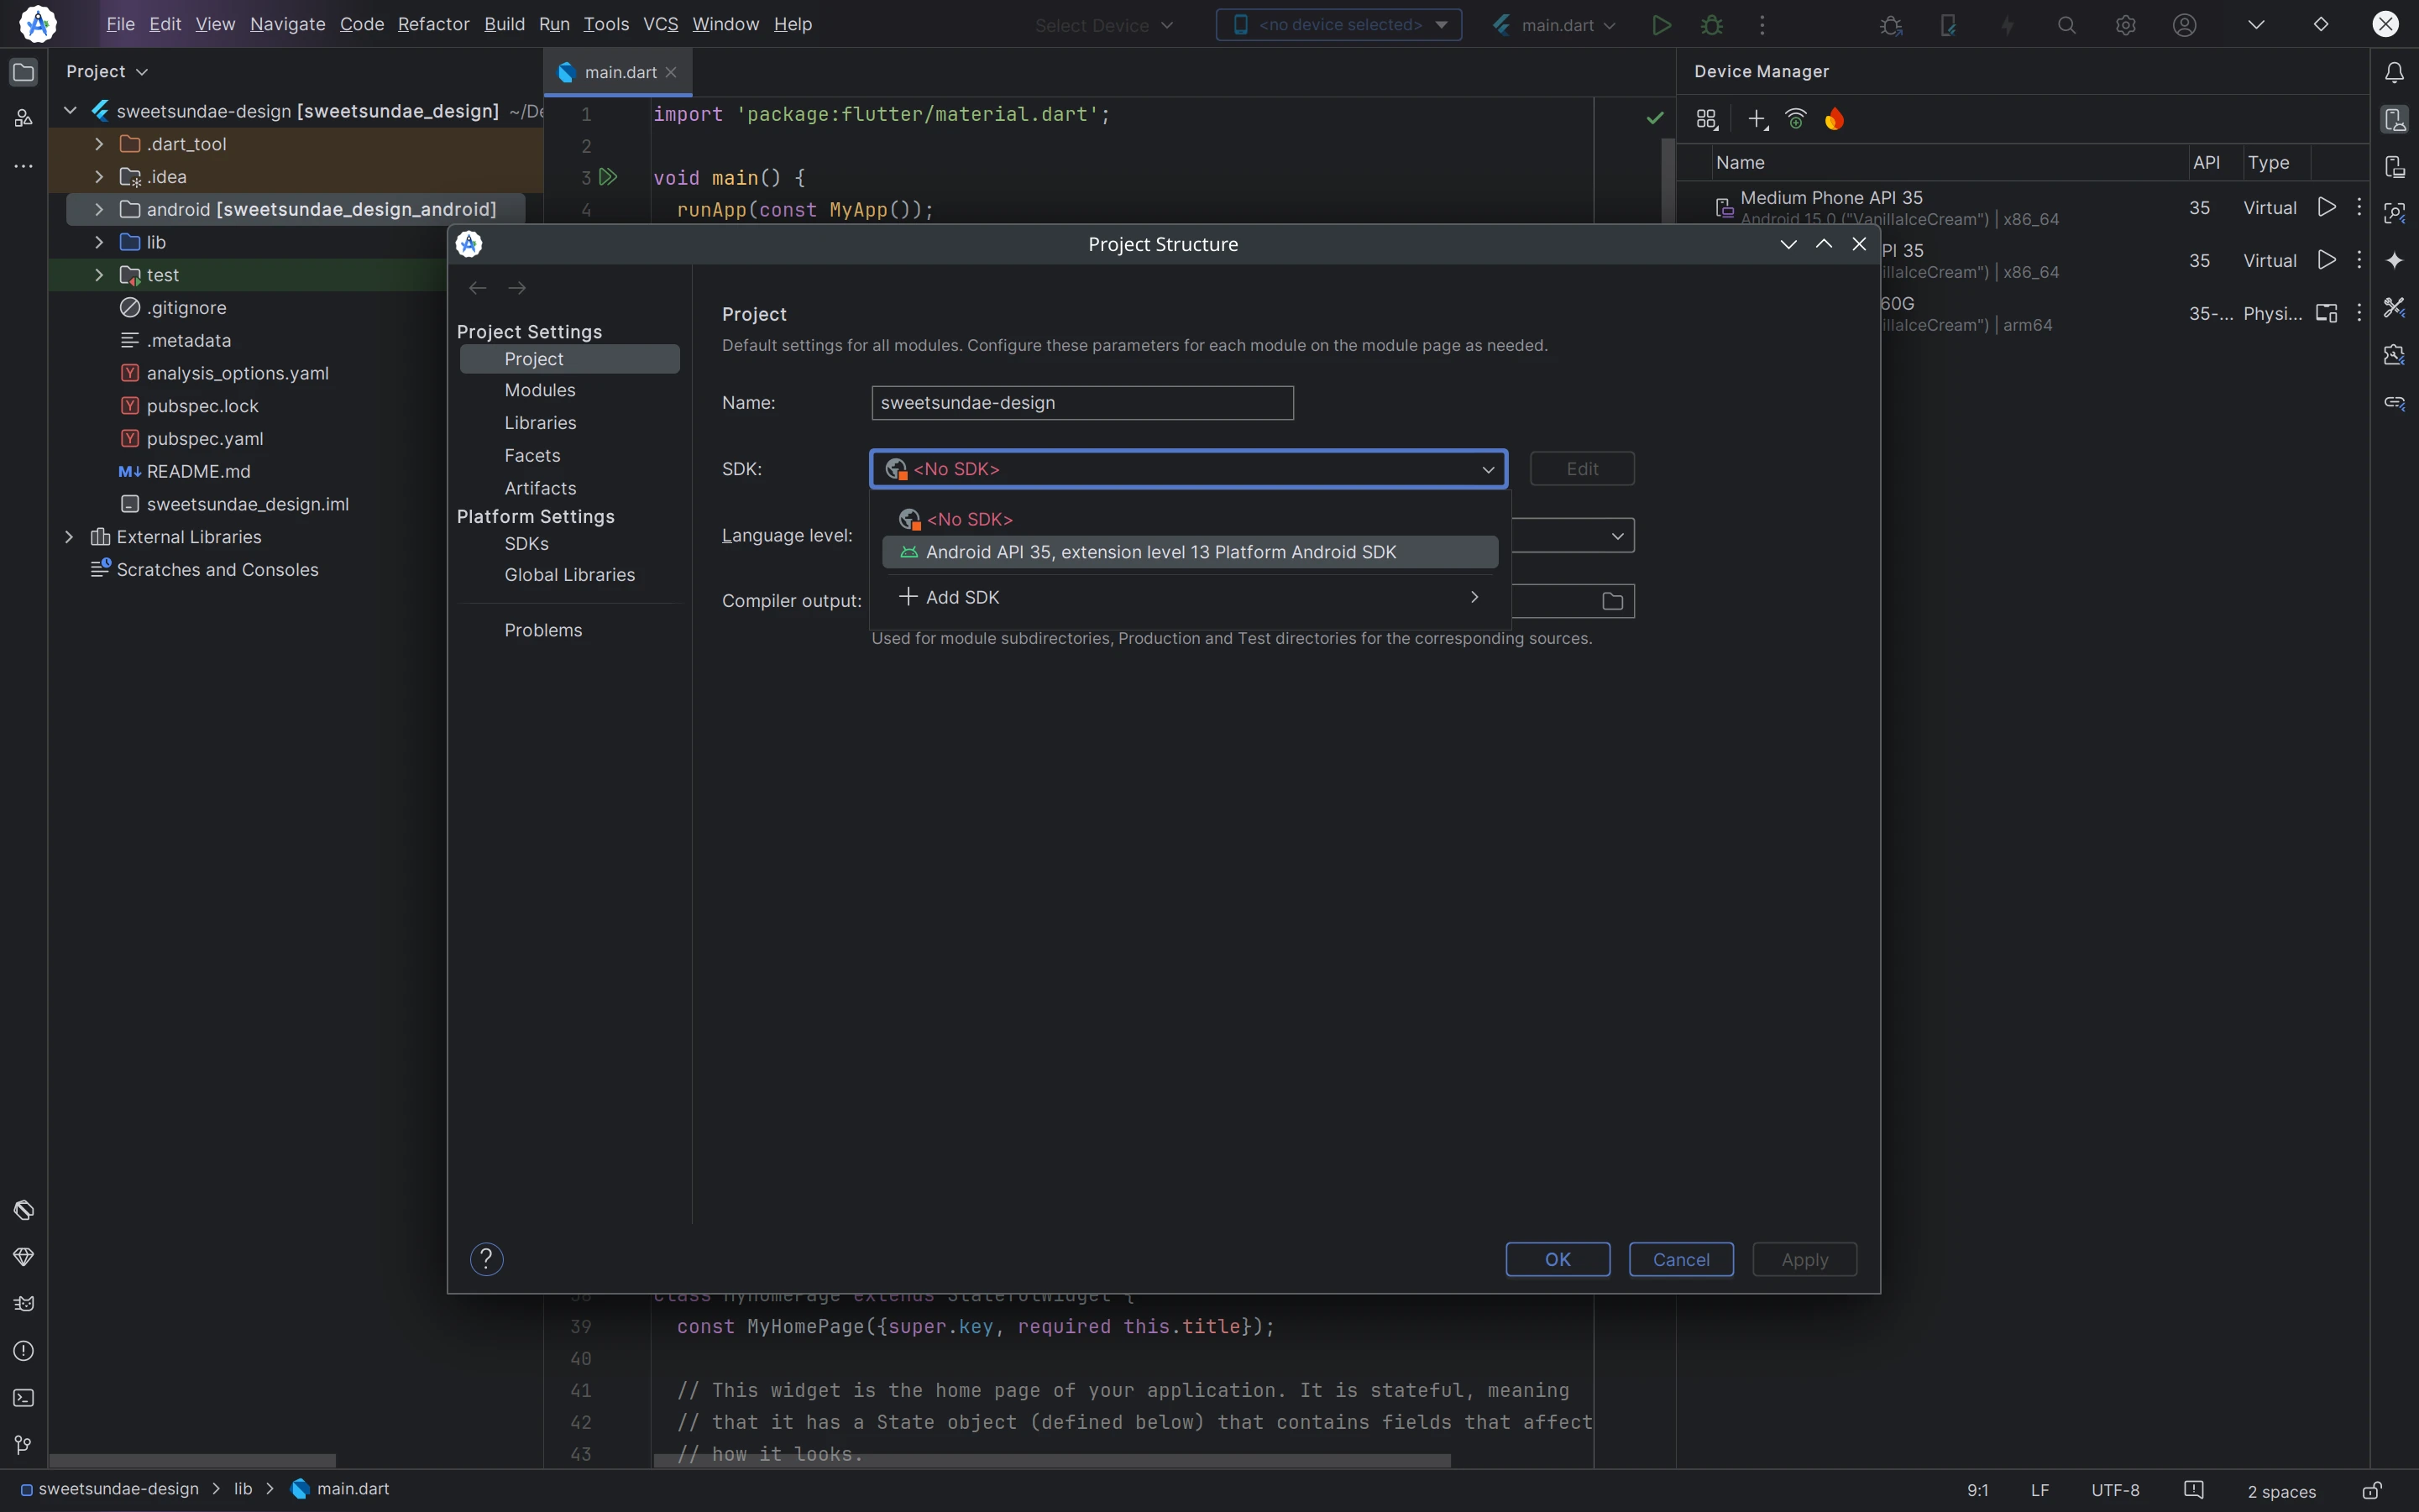 File Edit View Navigate Code Refactor Build Run Tools VCS Window Help
Select Device
<no device selected>
main.dart
Project
sweetsundae-design [sweetsundae_design] ~/De
.dart_tool
.idea
android [sweetsundae_design_android]
lib
test
.gitignore
.metadata
analysis_options.yaml
pubspec.lock
pubspec.yaml
README.md
sweetsundae_design.iml
External Libraries
Scratches and Consoles
main.dart
1 import 'package:flutter/material.dart';
2
3 void main() {
4 runApp(const MyApp());
Device Manager
Name API Type
Medium Phone API 35
Android 15.0 ("VanillaIceCream") | x86_64
35 Virtual
PI 35
illaIceCream") | x86_64
35 Virtual
60G
illaIceCream") | arm64
35-... Physi...
Project Structure
Project Settings
Project
Modules
Libraries
Facets
Artifacts
Platform Settings
SDKs
Global Libraries
Problems
Project
Default settings for all modules. Configure these parameters for each module on the module page as needed.
Name: sweetsundae-design
SDK: <No SDK> Edit
<No SDK>
Android API 35, extension level 13 Platform Android SDK
Add SDK
Language level:
Compiler output:
Used for module subdirectories, Production and Test directories for the corresponding sources.
? OK Cancel Apply
class MyHomePage extends StatefulWidget {
39 const MyHomePage({super.key, required this.title});
40
41 // This widget is the home page of your application. It is stateful, meaning
42 // that it has a State object (defined below) that contains fields that affect
43 // how it looks.
sweetsundae-design > lib > main.dart
9:1 LF UTF-8 2 spaces